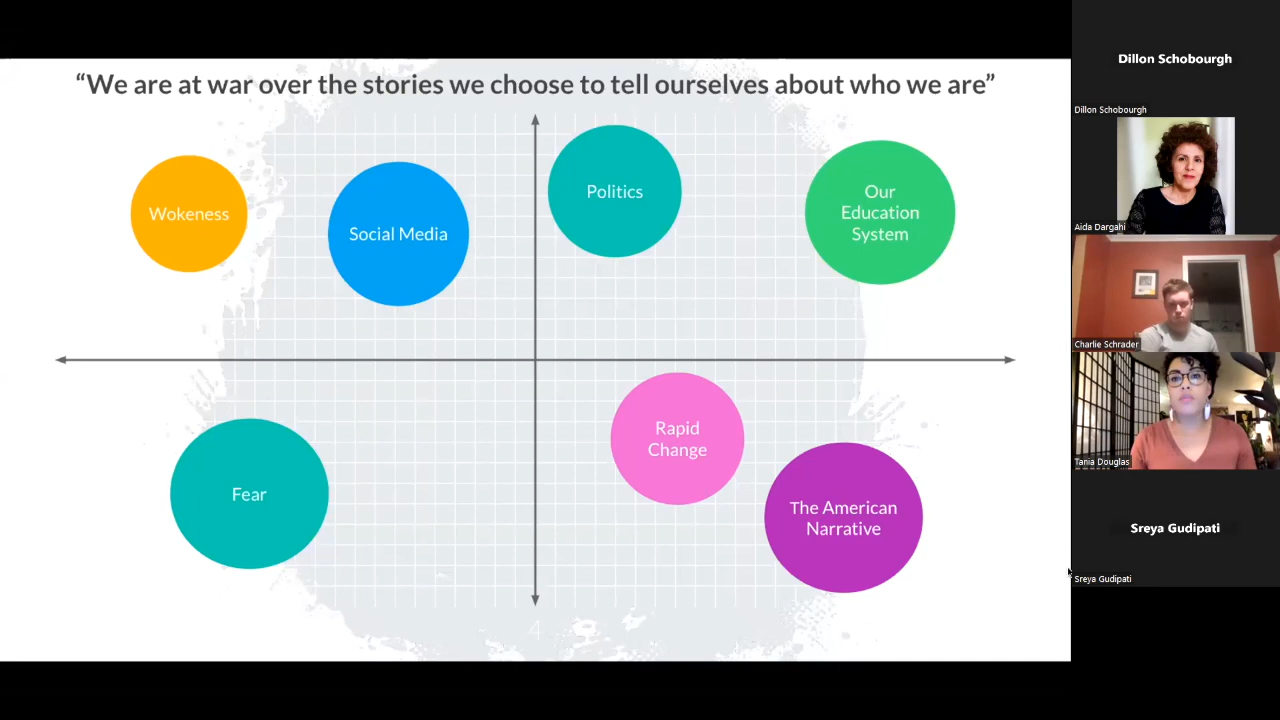 “We are at war over the stories we choose to tell ourselves about who we are”
Wokeness
Social Media
Politics
Our
Education
System
Fear
Rapid
Change
The American
Narrative
4
Dillon Schobourgh
Dillon Schobourgh
Aida Dargahi
Charlie Schrader
Tania Douglas
Sreya Gudipati
Sreya Gudipati